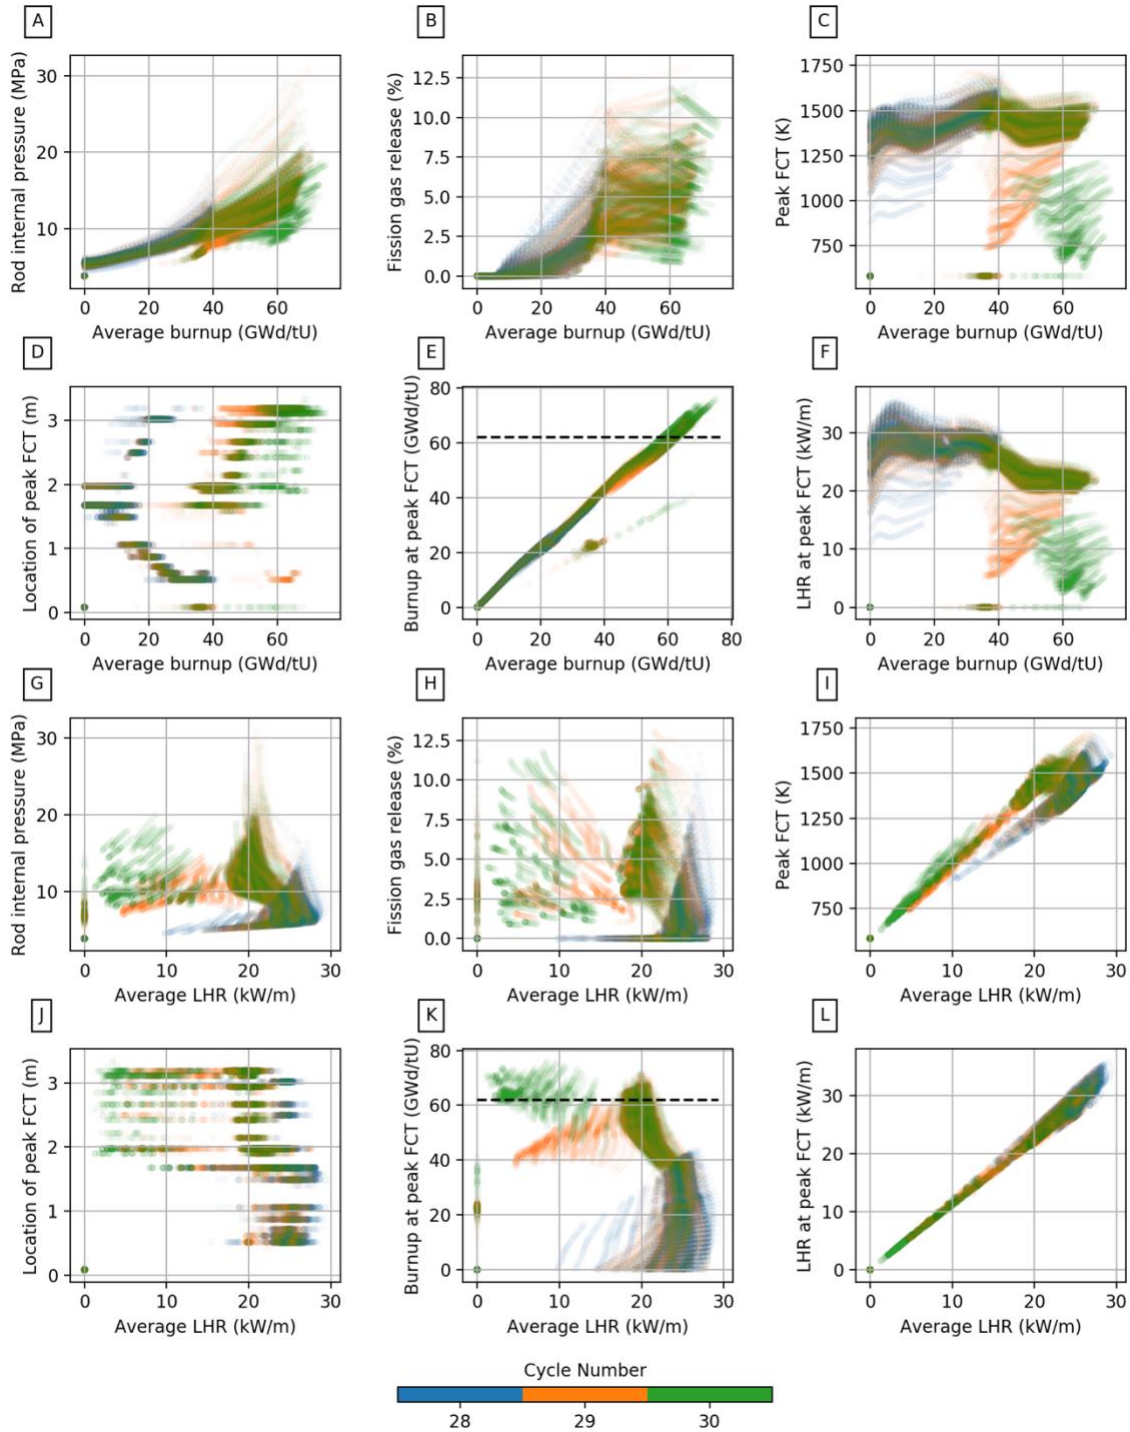 A
B
C
Rod internal pressure (MPa)
30
20
10
0 20 40 60
Average burnup (GWd/tU)
Fission gas release (%)
12.5
10.0
7.5
5.0
2.5
0.0
0 20 40 60
Average burnup (GWd/tU)
Peak FCT (K)
1750
1500
1250
1000
750
0 20 40 60
Average burnup (GWd/tU)
D
E
F
Location of peak FCT (m)
3
2
1
0
0 20 40 60
Average burnup (GWd/tU)
Burnup at peak FCT (GWd/tU)
80
60
40
20
0
0 20 40 60 80
Average burnup (GWd/tU)
LHR at peak FCT (kW/m)
30
20
10
0
0 20 40 60
Average burnup (GWd/tU)
G
H
I
Rod internal pressure (MPa)
30
20
10
0 10 20 30
Average LHR (kW/m)
Fission gas release (%)
12.5
10.0
7.5
5.0
2.5
0.0
0 10 20 30
Average LHR (kW/m)
Peak FCT (K)
1750
1500
1250
1000
750
0 10 20 30
Average LHR (kW/m)
J
K
L
Location of peak FCT (m)
3
2
1
0
0 10 20 30
Average LHR (kW/m)
Burnup at peak FCT (GWd/tU)
80
60
40
20
0
0 10 20 30
Average LHR (kW/m)
LHR at peak FCT (kW/m)
30
20
10
0
0 10 20 30
Average LHR (kW/m)
Cycle Number
28 29 30